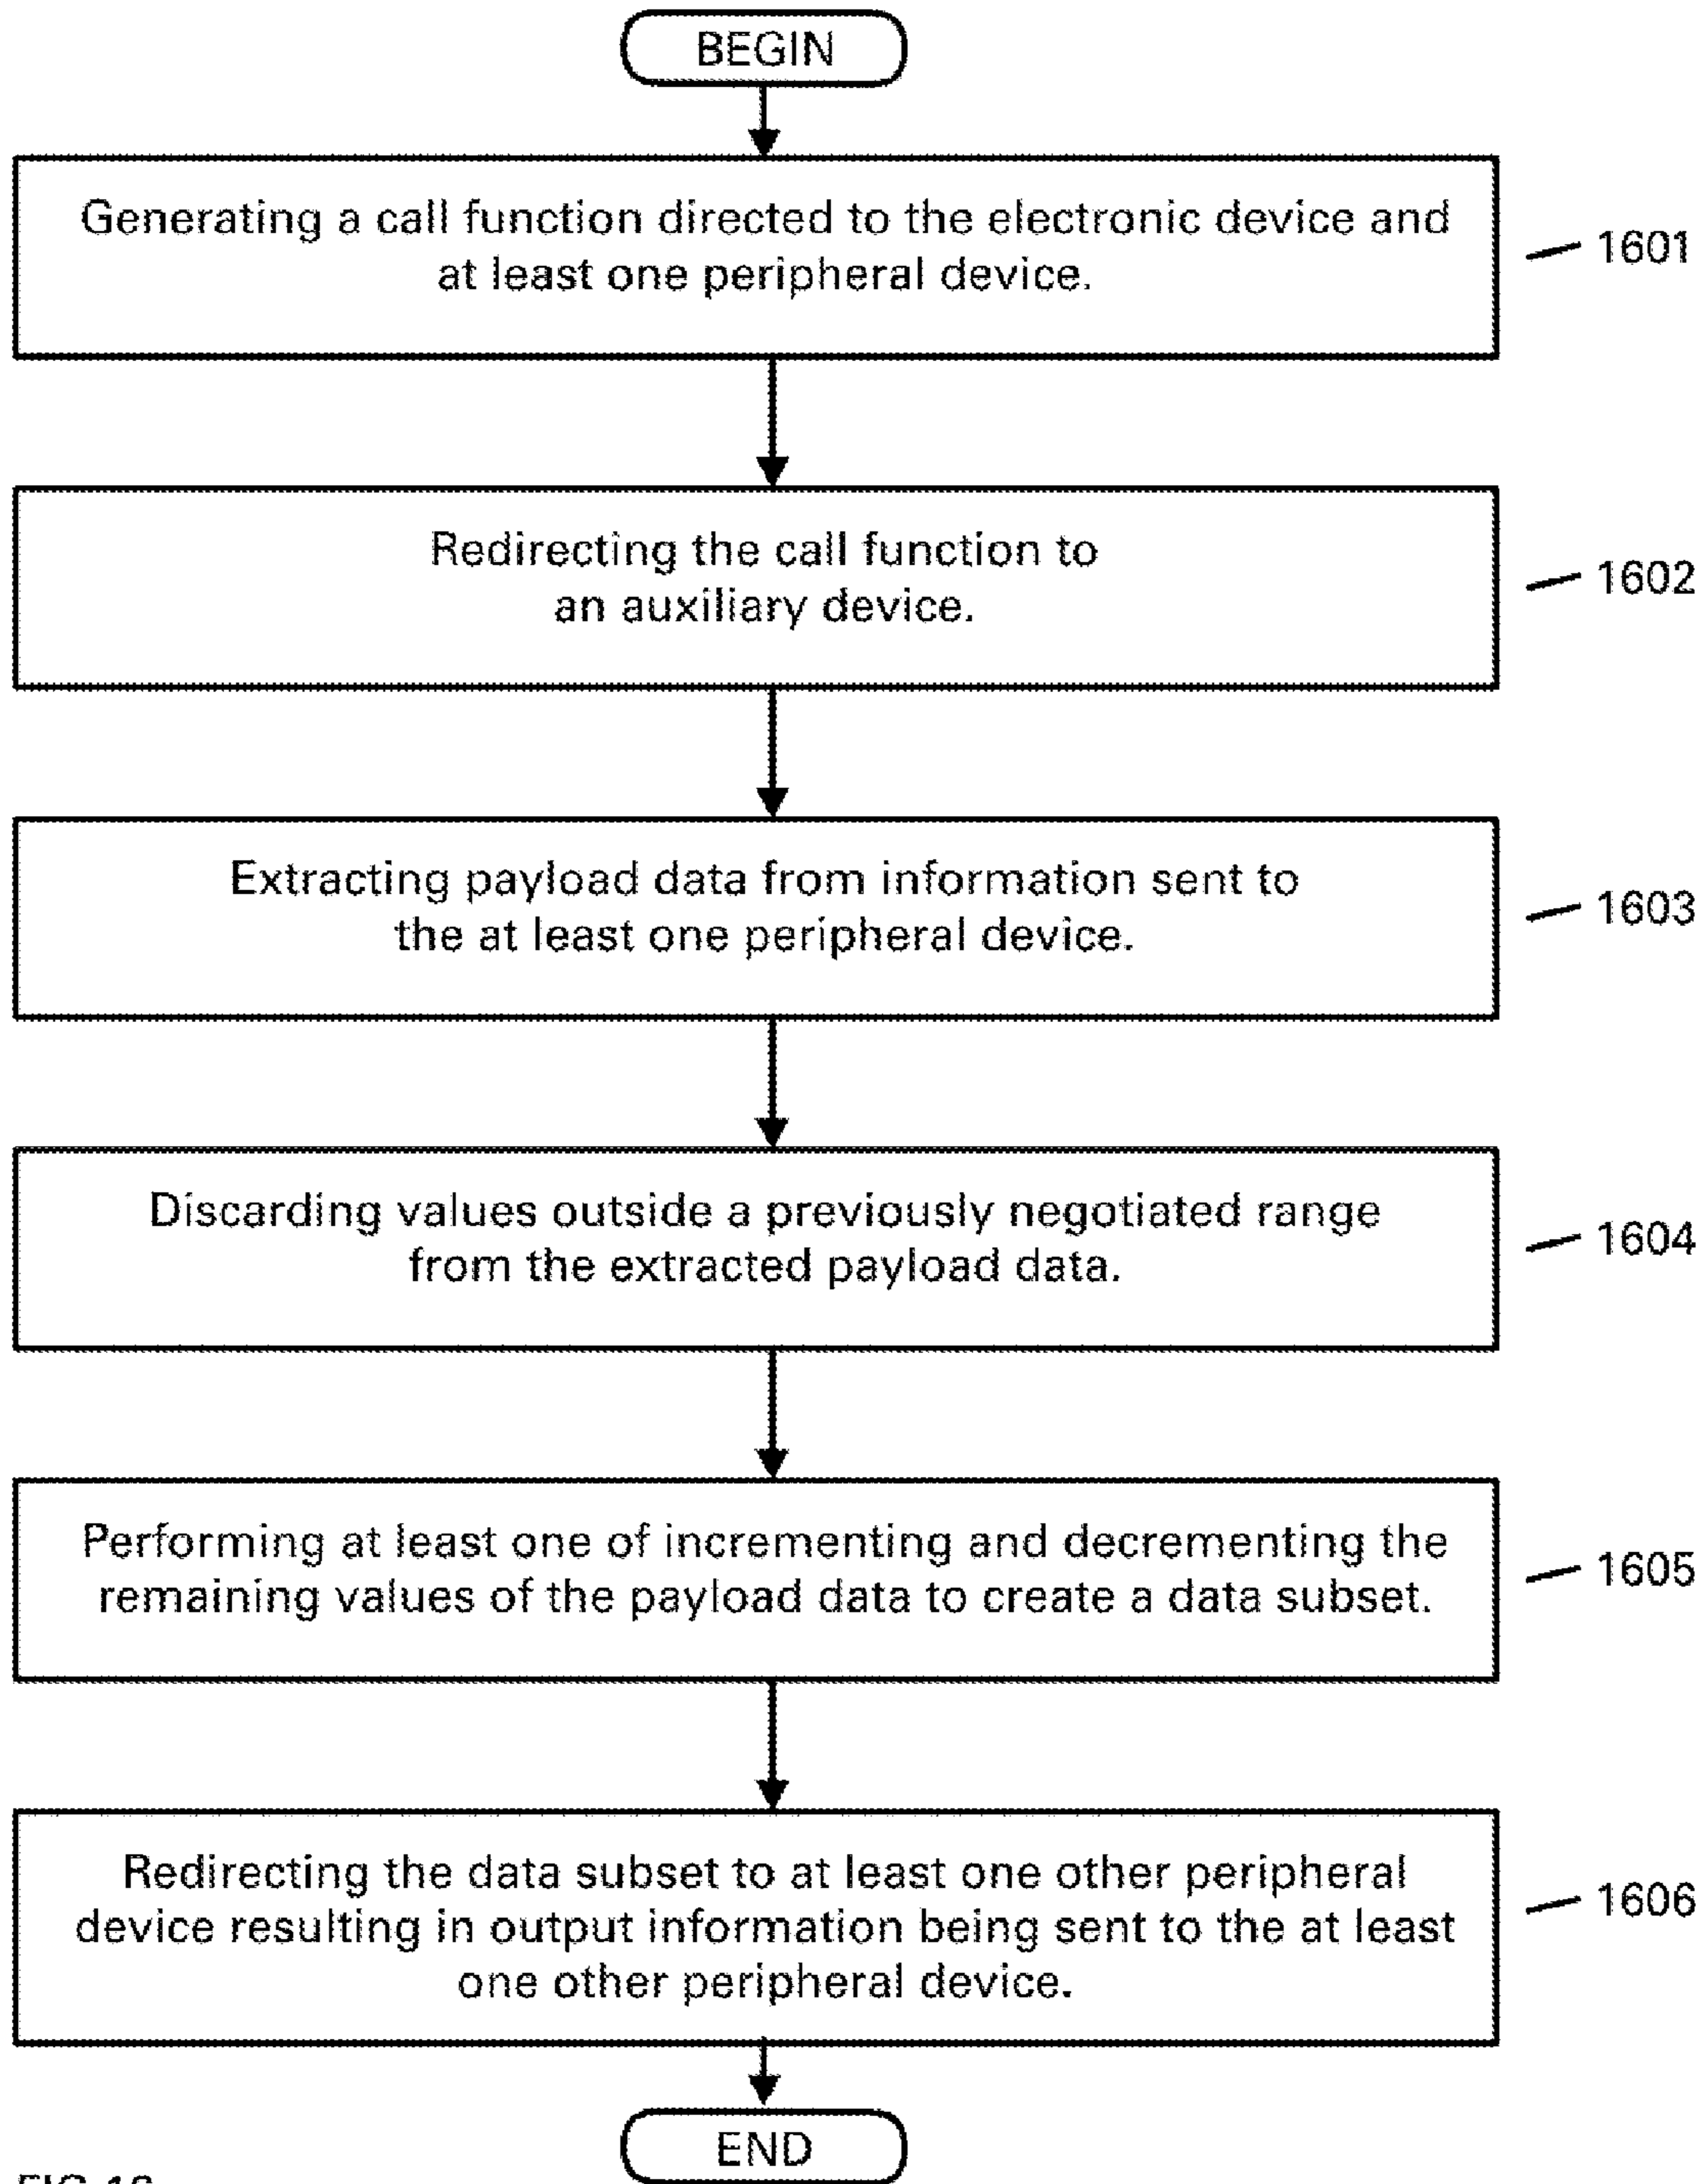 BEGIN
Generating a call function directed to the electronic device and
at least one peripheral device.
1601
Redirecting the call function to
an auxiliary device.
1602
Extracting payload data from information sent to
the at least one peripheral device.
1603
Discarding values outside a previously negotiated range
from the extracted payload data.
1604
Performing at least one of incrementing and decrementing the
remaining values of the payload data to create a data subset.
1605
Redirecting the data subset to at least one other peripheral
device resulting in output information being sent to the at least
one other peripheral device.
1606
END